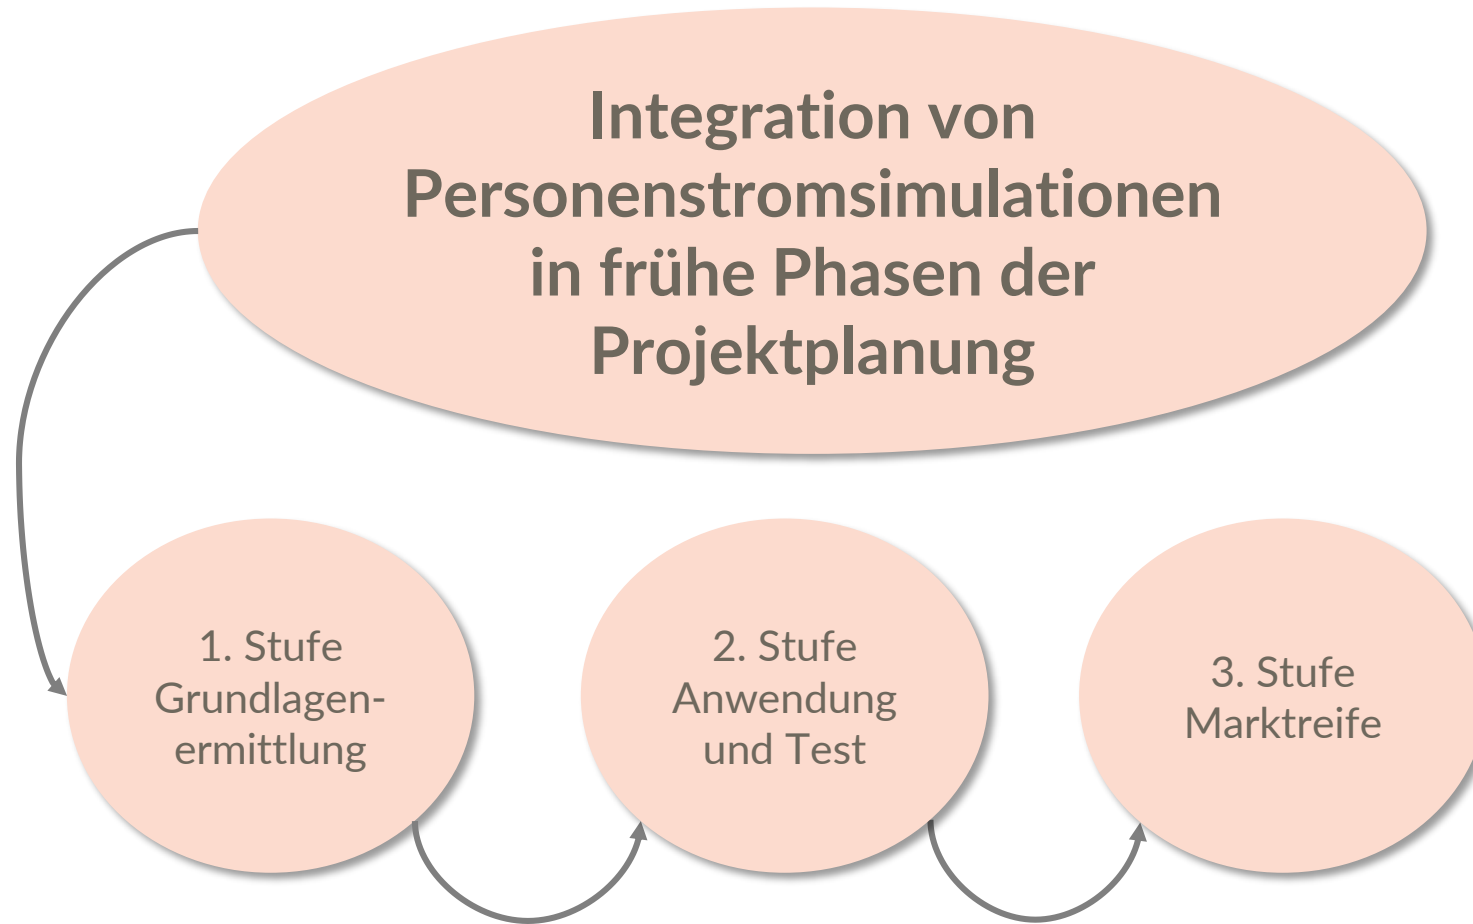 Integration von
Personenstromsimulationen
in frühe Phasen der
Projektplanung
1. Stufe
Grundlagen-
ermittlung
2. Stufe
Anwendung
und Test
3. Stufe
Marktreife